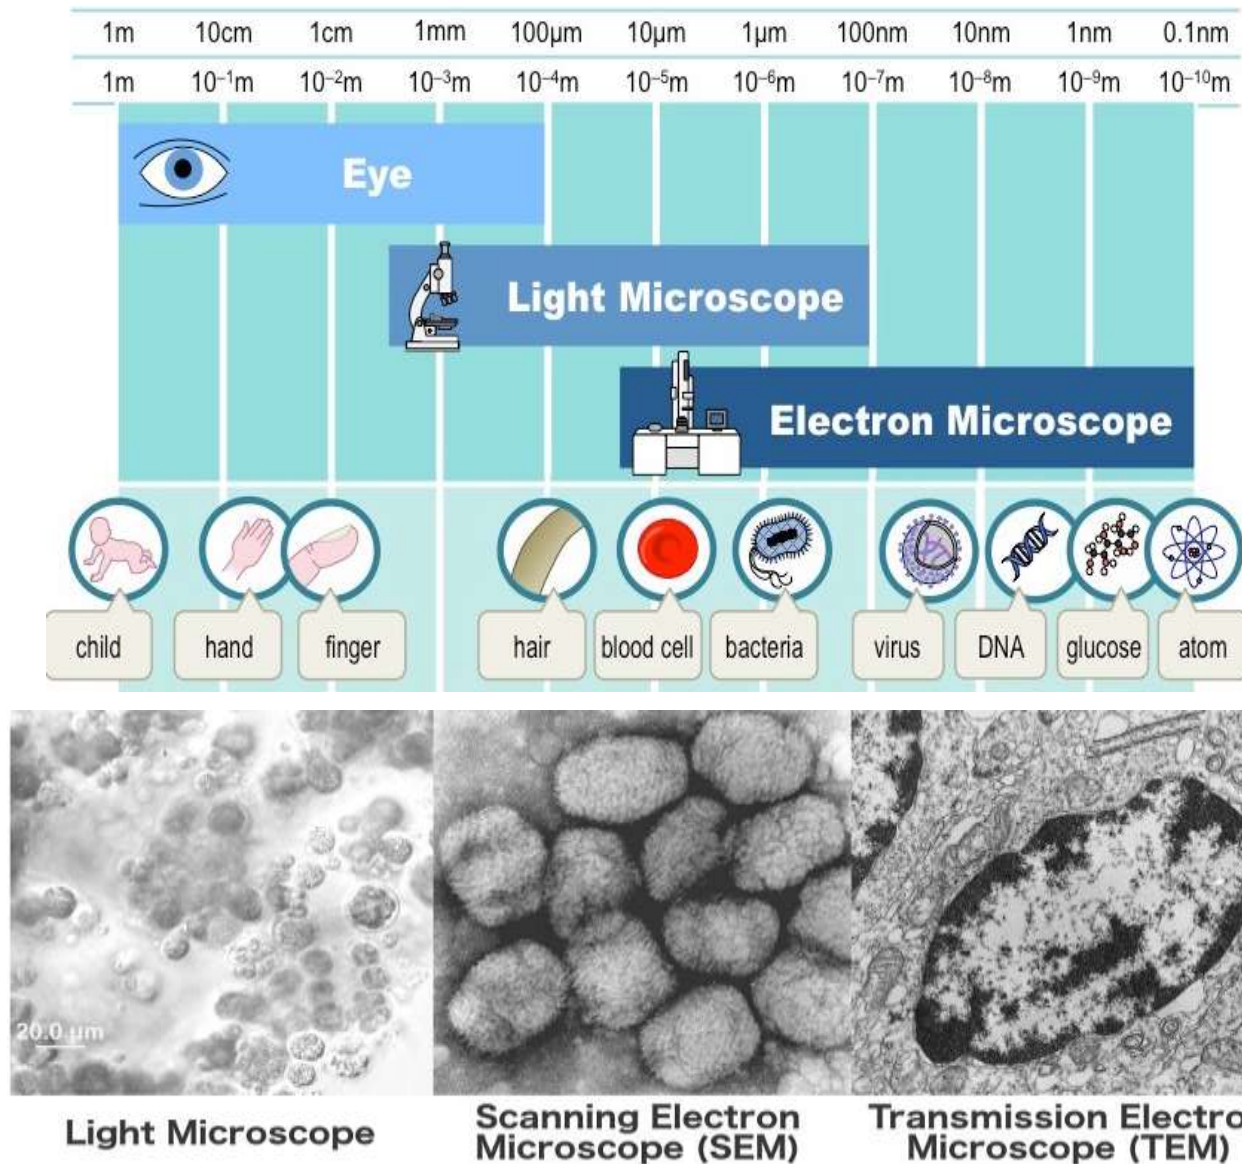 1m 10cm 1cm 1mm 100µm 10µm 1µm 100nm 10nm 1nm 0.1nm
1m 10⁻¹m 10⁻²m 10⁻³m 10⁻⁴m 10⁻⁵m 10⁻⁶m 10⁻⁷m 10⁻⁸m 10⁻⁹m 10⁻¹⁰m
Eye
Light Microscope
Electron Microscope
child hand finger hair blood cell bacteria virus DNA glucose atom
20.0 µm
Light Microscope
Scanning Electron
Microscope (SEM)
Transmission Electro
Microscope (TEM)